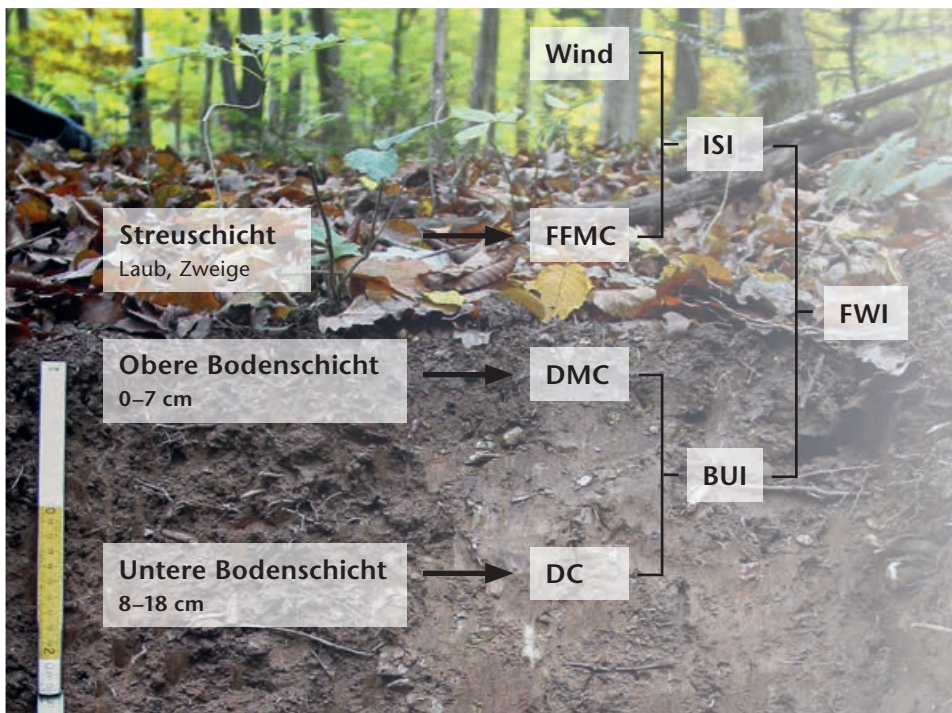 Wind
ISI
Streuschicht
Laub, Zweige
FFMC
FWI
Obere Bodenschicht
0–7 cm
DMC
BUI
Untere Bodenschicht
8–18 cm
DC